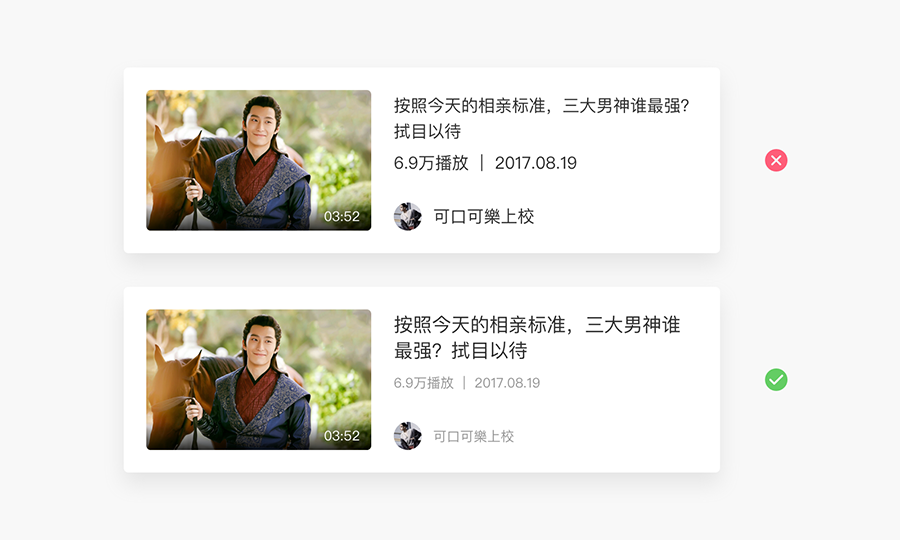 按照今天的相亲标准，三大男神谁最强？
拭目以待
6.9万播放 | 2017.08.19
03:52
可口可樂上校
按照今天的相亲标准，三大男神谁
最强？拭目以待
6.9万播放 | 2017.08.19
03:52
可口可樂上校